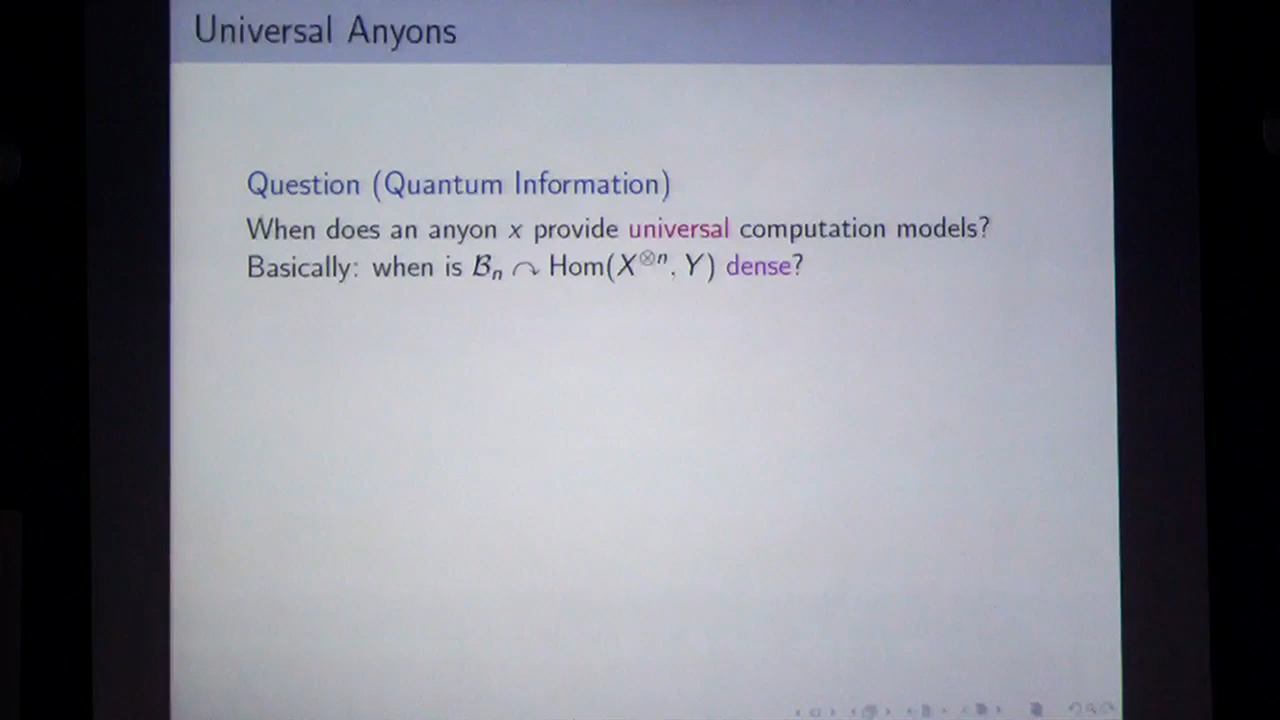 Universal Anyons
Question (Quantum Information)
When does an anyon x provide universal computation models?
Basically: when is 𝓑ₙ ↷ Hom(X^{⊗n}, Y) dense?